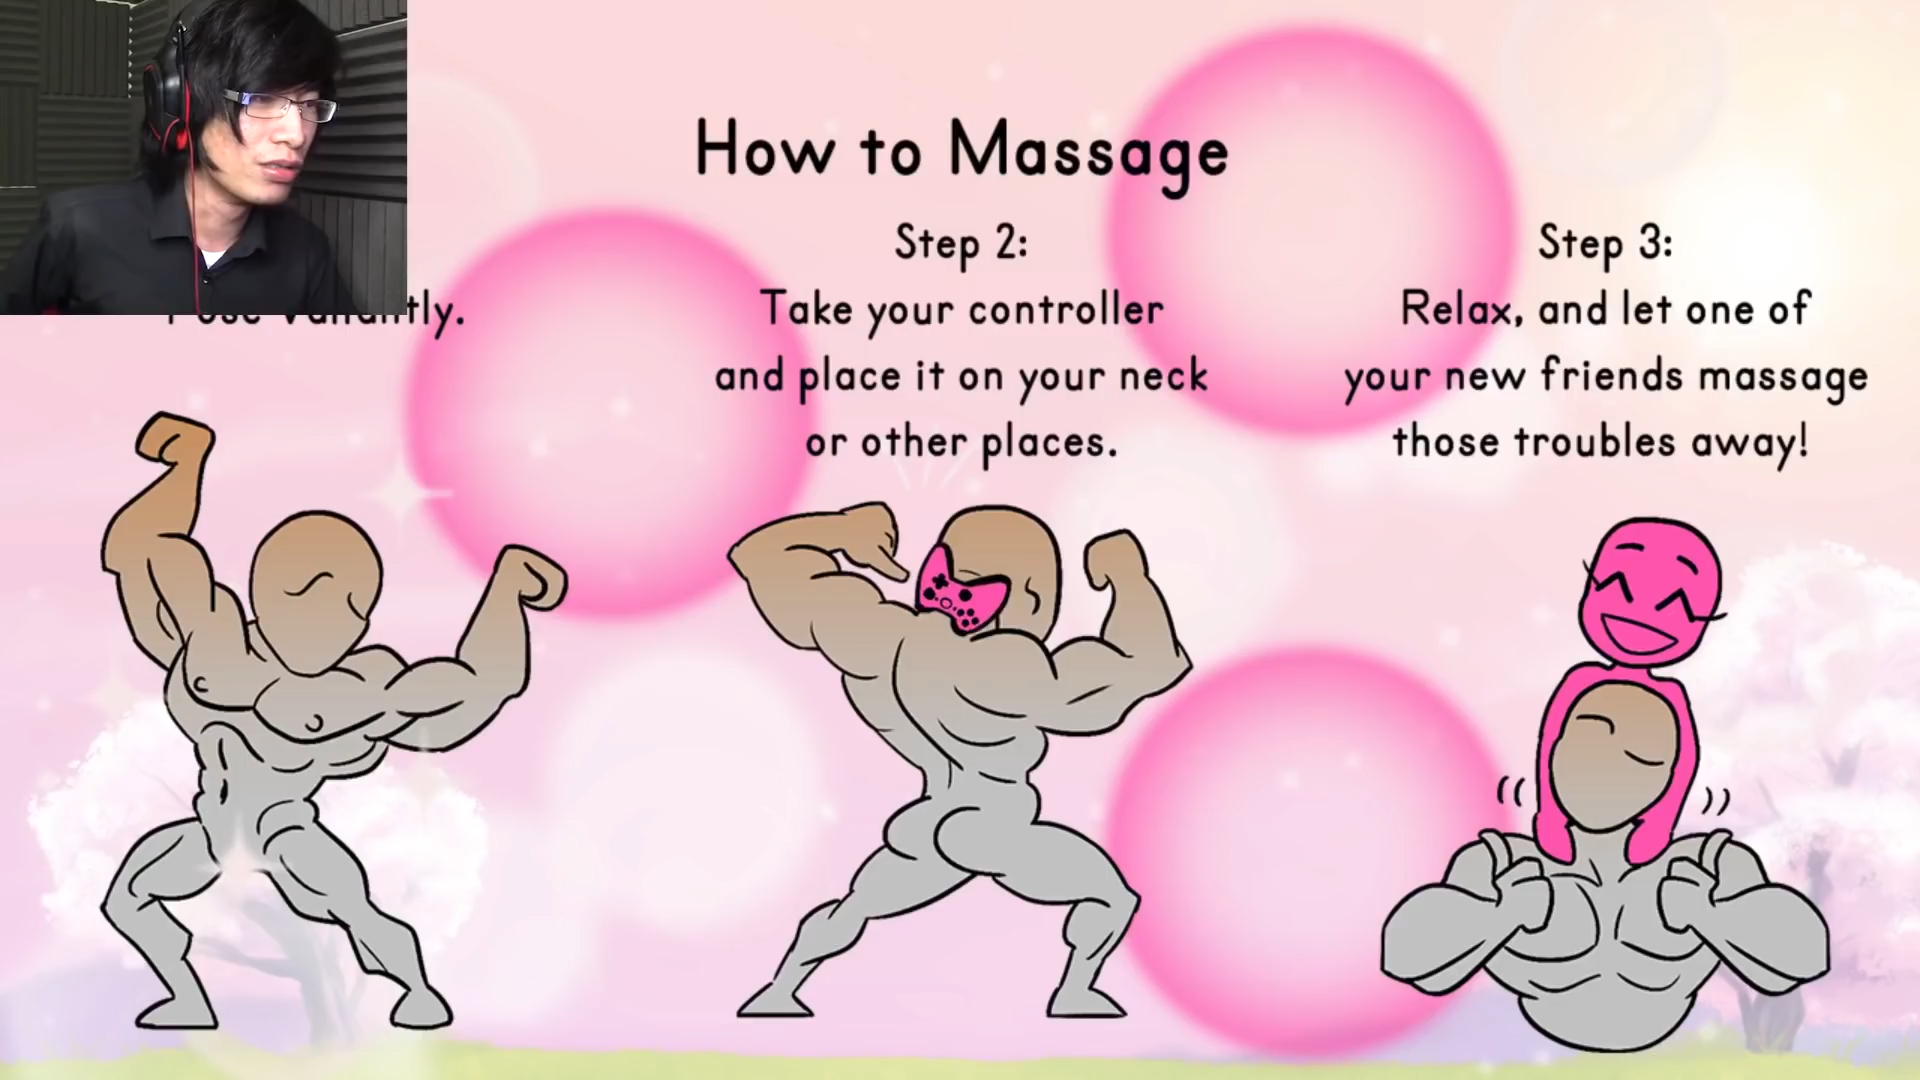 How to Massage
Step 2:
Step 3:
Take your controller
Relax, and let one of
and place it on your neck
your new friends massage
or other places.
those troubles away!